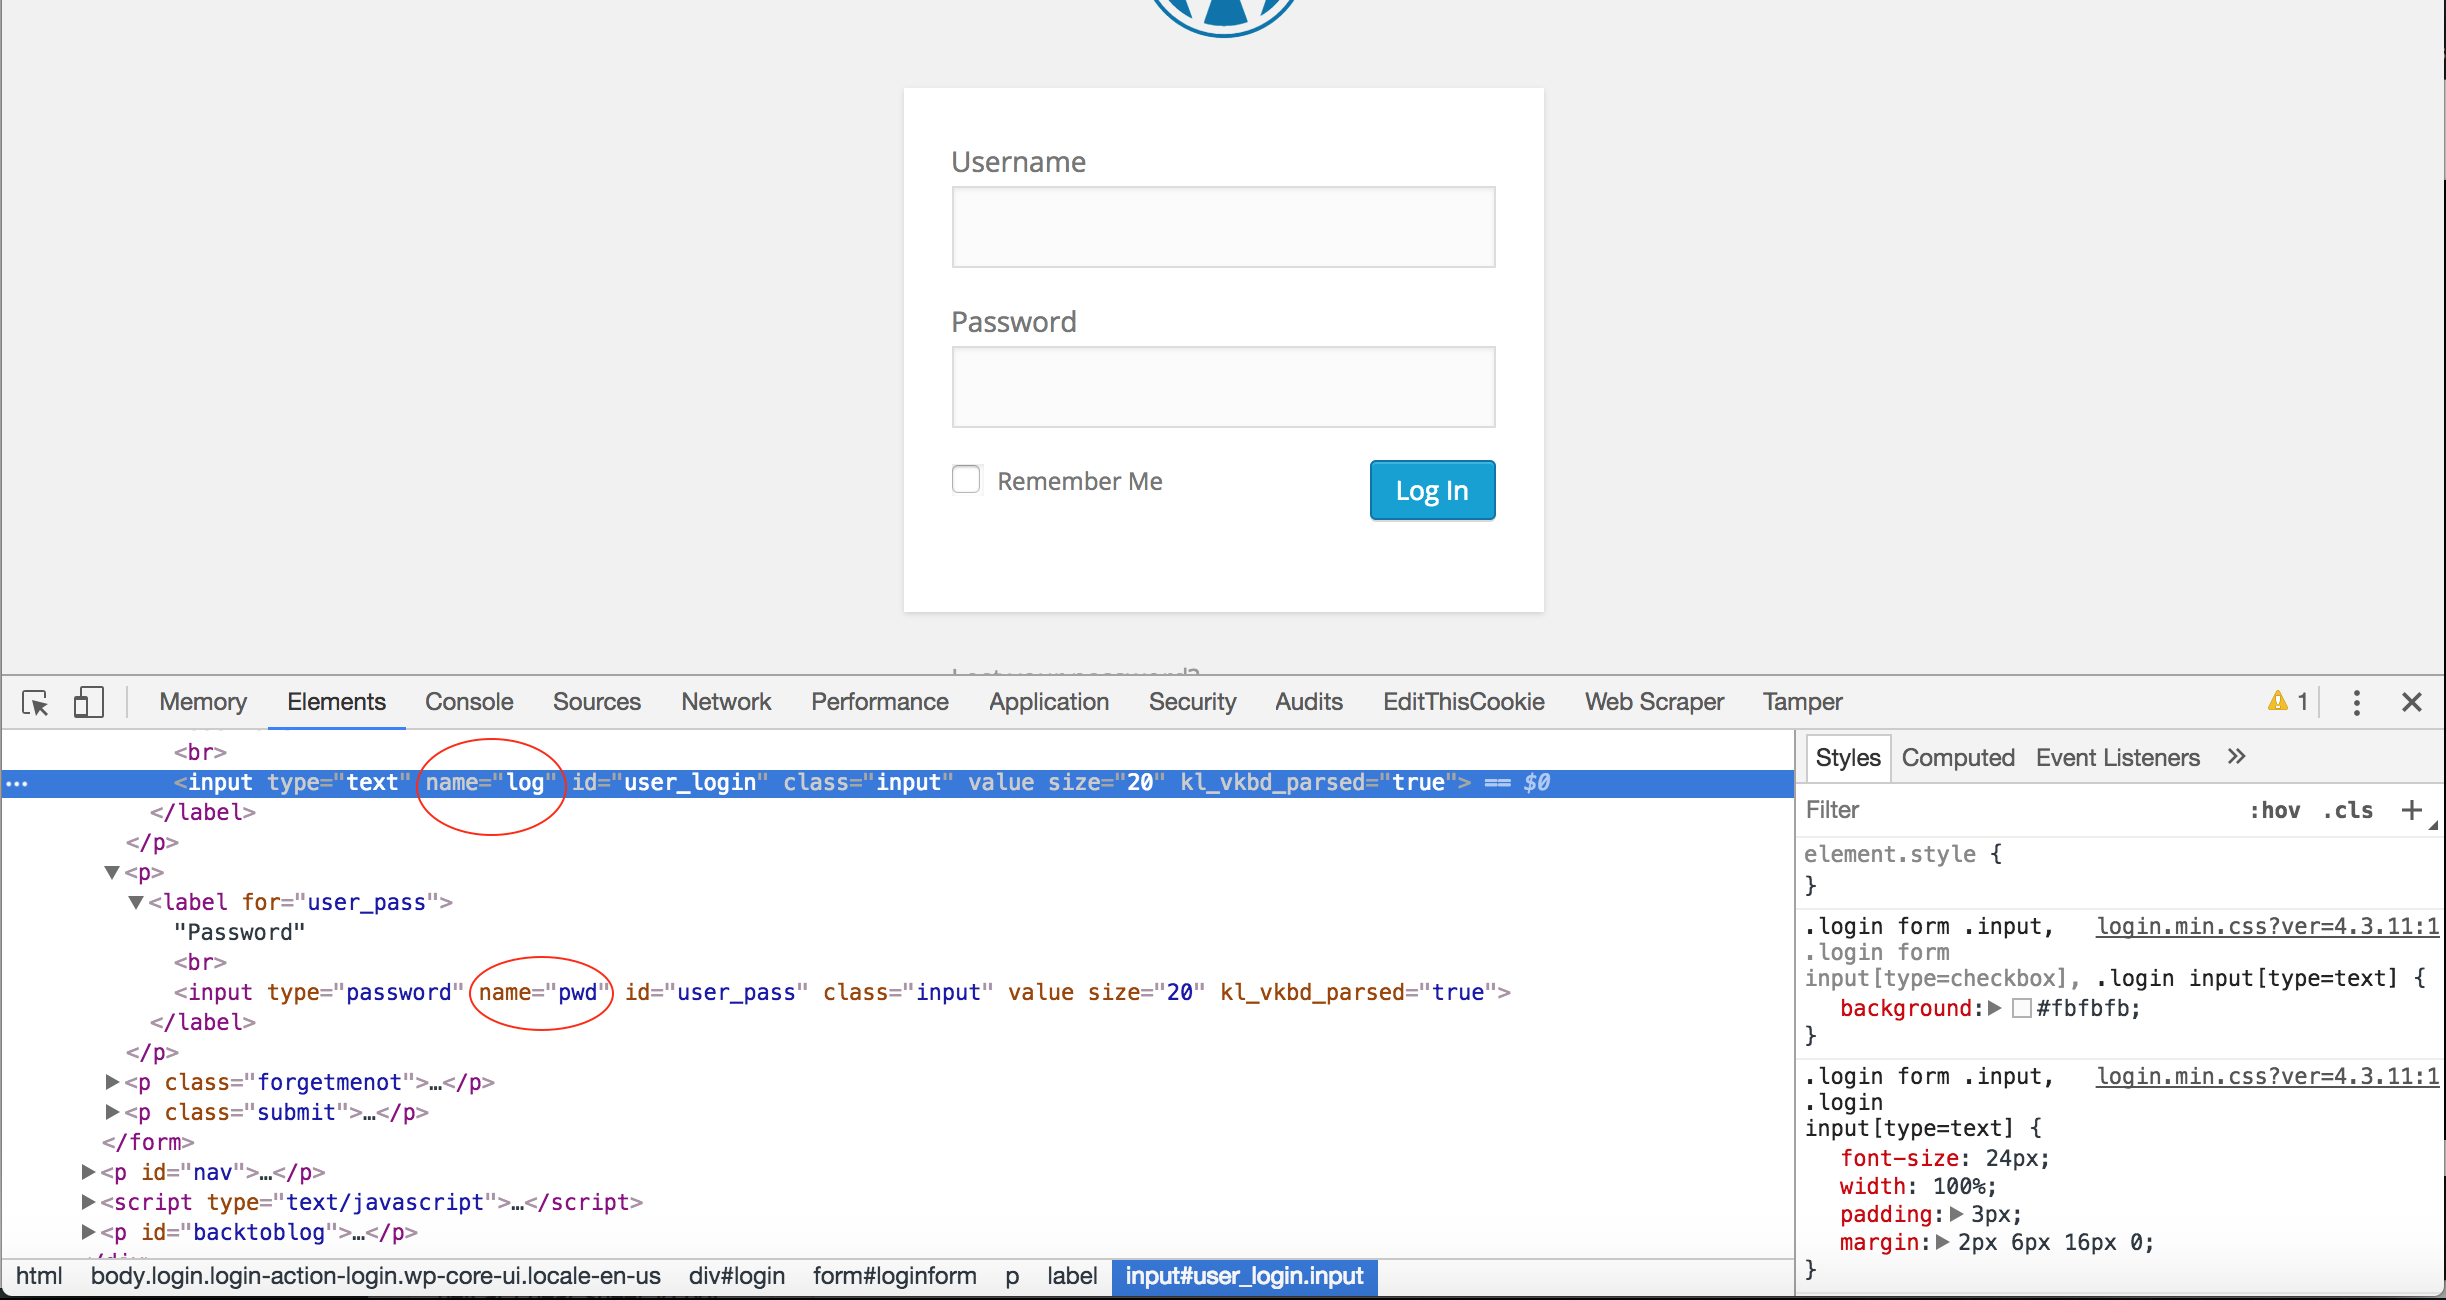 Username
Password
Remember Me
Log In
Lost your password?
Memory Elements Console Sources Network Performance Application Security Audits EditThisCookie Web Scraper Tamper 1
<br>
<input type="text" name="log" id="user_login" class="input" value size="20" kl_vkbd_parsed="true"> == $0
</label>
</p>
<p>
<label for="user_pass">
"Password"
<br>
<input type="password" name="pwd" id="user_pass" class="input" value size="20" kl_vkbd_parsed="true">
</label>
</p>
<p class="forgetmenot">…</p>
<p class="submit">…</p>
</form>
<p id="nav">…</p>
<script type="text/javascript">…</script>
<p id="backtoblog">…</p>
html body.login.login-action-login.wp-core-ui.locale-en-us div#login form#loginform p label input#user_login.input
Styles Computed Event Listeners »
Filter :hov .cls +
element.style {
}
.login form .input, login.min.css?ver=4.3.11:1
.login form
input[type=checkbox], .login input[type=text] {
background: #fbfbfb;
}
.login form .input, login.min.css?ver=4.3.11:1
.login
input[type=text] {
font-size: 24px;
width: 100%;
padding: 3px;
margin: 2px 6px 16px 0;
}